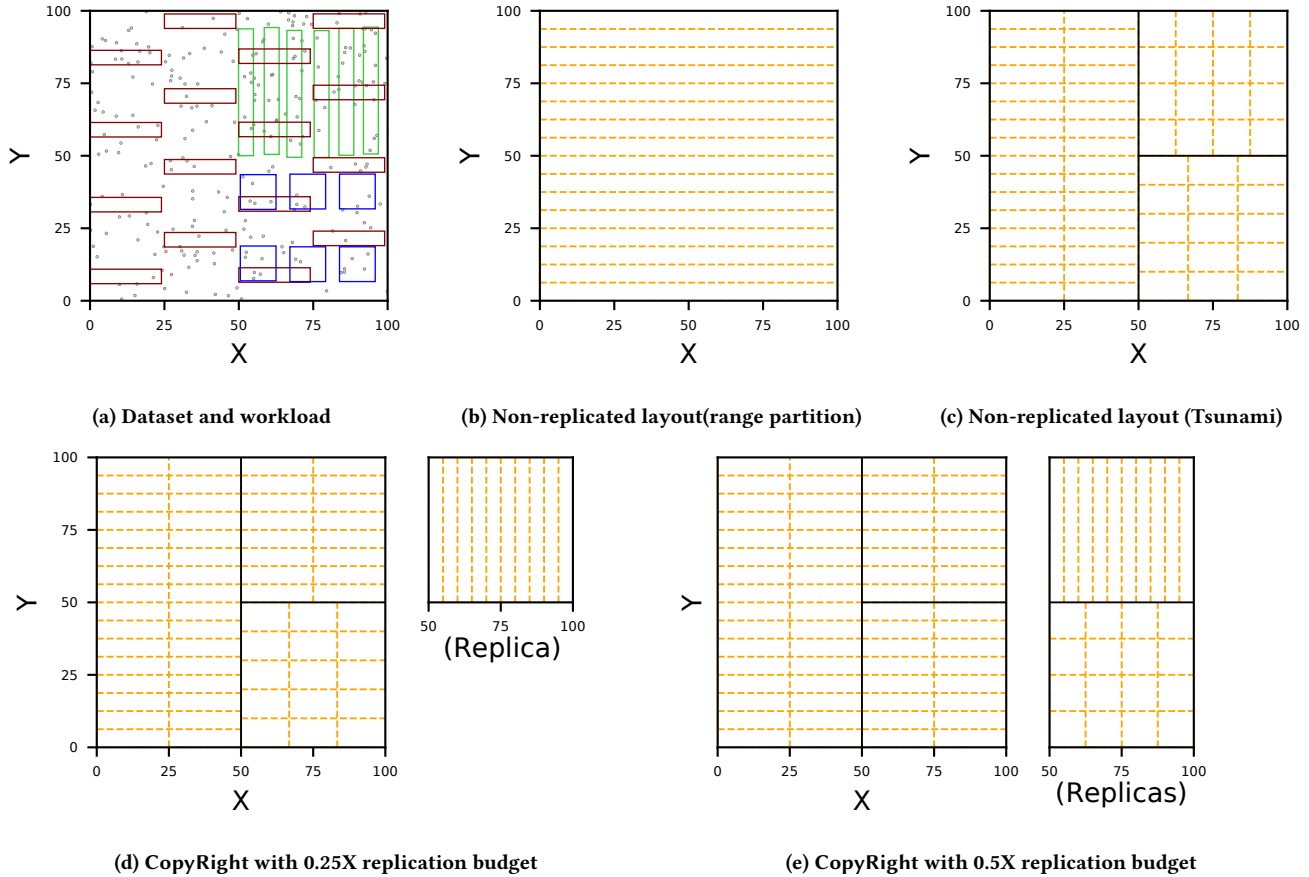 100
75
50
25
0
Y
0 25 50 75 100
X
(a) Dataset and workload
100
75
50
25
0
Y
0 25 50 75 100
X
(b) Non-replicated layout(range partition)
100
75
50
25
0
Y
0 25 50 75 100
X
(c) Non-replicated layout (Tsunami)
100
75
50
25
0
Y
0 25 50 75 100
X
50 100
(Replica)
(d) CopyRight with 0.25X replication budget
100
75
50
25
0
Y
0 25 50 75 100
X
50 75 100
(Replicas)
(e) CopyRight with 0.5X replication budget